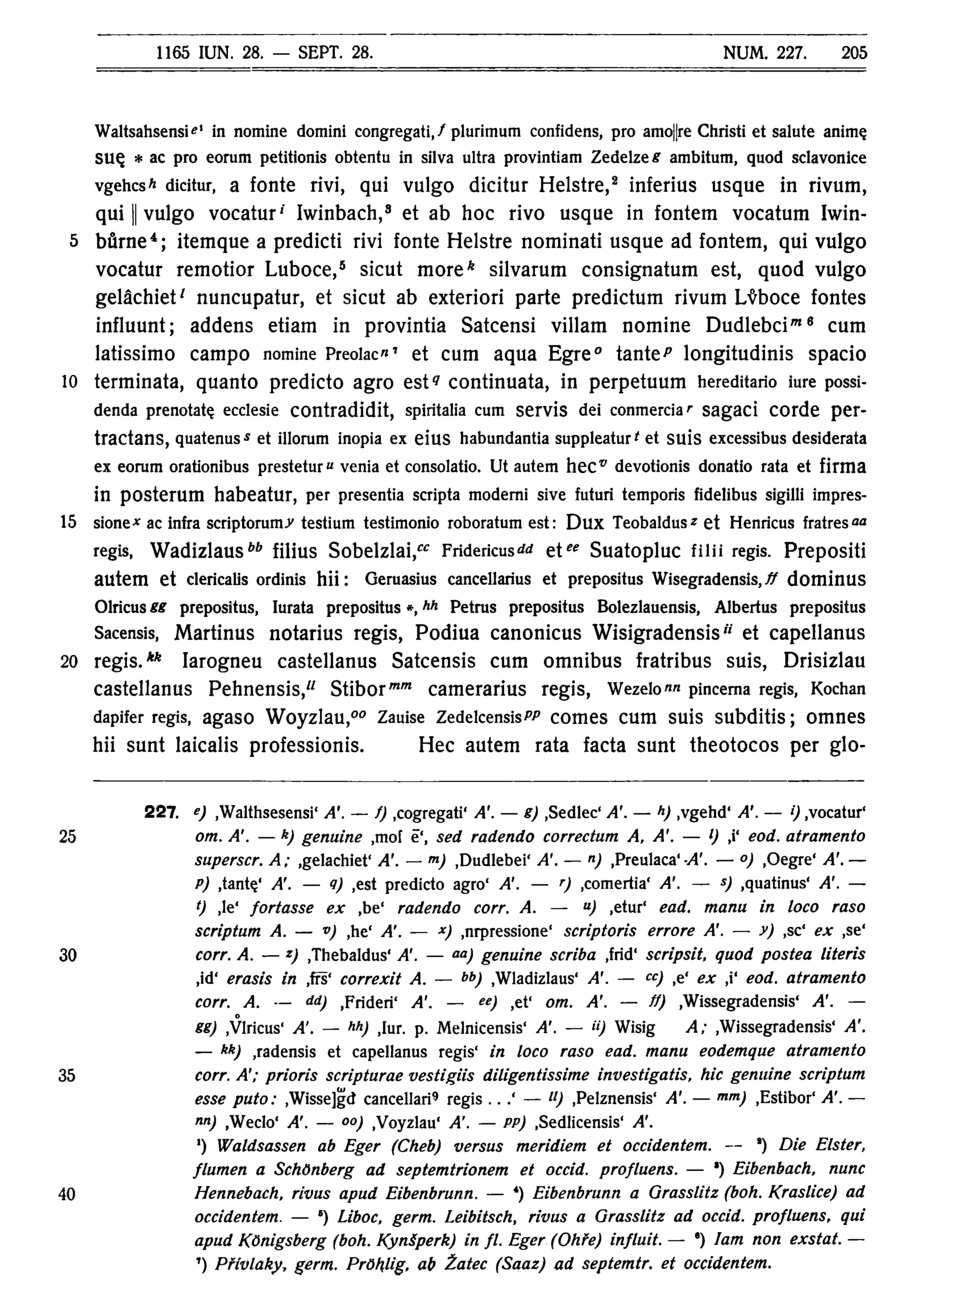 1165 IUN. 28. — SEPT. 28. NUM. 227. 205
Waltsahsensi e1 in nomine domini congregati, f plurimum confidens, pro amo||re Christi et salute animę
suę * ac pro eorum petitionis obtentu in silva ultra provintiam Zedelze g ambitum, quod sclavonice
vgehcs h dicitur, a fonte rivi, qui vulgo dicitur Helstre,2 inferius usque in rivum,
qui || vulgo vocatur i Iwinbach,3 et ab hoc rivo usque in fontem vocatum Iwin-
5 bůrne 4; itemque a predicti rivi fonte Helstre nominati usque ad fontem, qui vulgo
vocatur remotior Luboce,5 sicut more k silvarum consignatum est, quod vulgo
gelâchiet l nuncupatur, et sicut ab exteriori parte predictum rivum Lv̂boce fontes
influunt; addens etiam in provintia Satcensi villam nomine Dudlebci m 6 cum
latissimo campo nomine Preolac n 7 et cum aqua Egre o tante p longitudinis spacio
10 terminata, quanto predicto agro est q continuata, in perpetuum hereditario iure possi-
denda prenotatę ecclesie contradidit, spiritalia cum servis dei conmercia r sagaci corde per-
tractans, quatenus s et illorum inopia ex eius habundantia suppleatur t et suis excessibus desiderata
ex eorum orationibus prestetur u venia et consolatio. Ut autem hec v devotionis donatio rata et firma
in posterum habeatur, per presentia scripta moderni sive futuri temporis fidelibus sigilli impres-
15 sione x ac infra scriptorum y testium testimonio roboratum est: Dux Teobaldus z et Henricus fratres aa
regis, Wadizlaus bb filius Sobelzlai, cc Fridericus dd et ee Suatopluc filii regis. Prepositi
autem et clericalis ordinis hii: Geruasius cancellarius et prepositus Wisegradensis, ff dominus
Olricus gg prepositus, Iurata prepositus *, hh Petrus prepositus Bolezlauensis, Albertus prepositus
Sacensis, Martinus notarius regis, Podiua canonicus Wisigradensis ii et capellanus
20 regis. kk Iarogneu castellanus Satcensis cum omnibus fratribus suis, Drisizlau
castellanus Pehnensis, ll Stibor mm camerarius regis, Wezelo nn pincerna regis, Kochan
dapifer regis, agaso Woyzlau, oo Zauise Zedelcensis pp comes cum suis subditis; omnes
hii sunt laicalis professionis. Hec autem rata facta sunt theotocos per glo-
227. e) ‚Walthsesensi‘ A'. — f) ‚cogregati‘ A'. — g) ‚Sedlec‘ A'. — h) ‚vgehd‘ A'. — i) ‚vocatur‘
25 om. A'. — k) genuine ‚moſ ē‘, sed radendo correctum A, A'. — l) ‚i‘ eod. atramento
superscr. A; ‚gelachiet‘ A'. — m) ‚Dudlebei‘ A'. — n) ‚Preulaca‘ A'. — o) ‚Oegre‘ A'. —
p) ‚tantę‘ A'. — q) ‚est predicto agro‘ A'. — r) ‚comertia‘ A'. — s) ‚quatinus‘ A'. —
t) ‚le‘ fortasse ex ‚be‘ radendo corr. A. — u) ‚etur‘ ead. manu in loco raso
scriptum A. — v) ‚he‘ A'. — x) ‚nrpressione‘ scriptoris errore A'. — y) ‚sc‘ ex ‚se‘
30 corr. A. — z) ‚Thebaldus‘ A'. — aa) genuine scriba ‚frid‘ scripsit, quod postea literis
‚id‘ erasis in ‚fr̄s‘ correxit A. — bb) ‚Wladizlaus‘ A'. — cc) ‚e‘ ex ‚i‘ eod. atramento
corr. A. — dd) ‚Frideri‘ A'. — ee) ‚et‘ om. A'. — ff) ‚Wissegradensis‘ A'. —
gg) ‚V̊lricus‘ A'. — hh) ‚Iur. p. Melnicensis‘ A'. — ii) Wisig A; ‚Wissegradensis‘ A'.
— kk) ‚radensis et capellanus regis‘ in loco raso ead. manu eodemque atramento
35 corr. A'; prioris scripturae vestigiis diligentissime investigatis, hic genuine scriptum
esse puto: ‚Wisse]gd cancellari⁹ regis . . .‘ — ll) ‚Pelznensis‘ A'. — mm) ‚Estibor‘ A'. —
nn) ‚Weclo‘ A'. — oo) ‚Voyzlau‘ A'. — pp) ‚Sedlicensis‘ A'.
1) Waldsassen ab Eger (Cheb) versus meridiem et occidentem. — 2) Die Elster,
flumen a Schönberg ad septemtrionem et occid. profluens. — 3) Eibenbach, nunc
40 Hennebach, rivus apud Eibenbrunn. — 4) Eibenbrunn a Grasslitz (boh. Kraslice) ad
occidentem. — 5) Liboc, germ. Leibitsch, rivus a Grasslitz ad occid. profluens, qui
apud Königsberg (boh. Kynšperk) in fl. Eger (Ohře) influit. — 6) Iam non exstat. —
7) Přívlaky, germ. Pröhlig, ab Žatec (Saaz) ad septemtr. et occidentem.